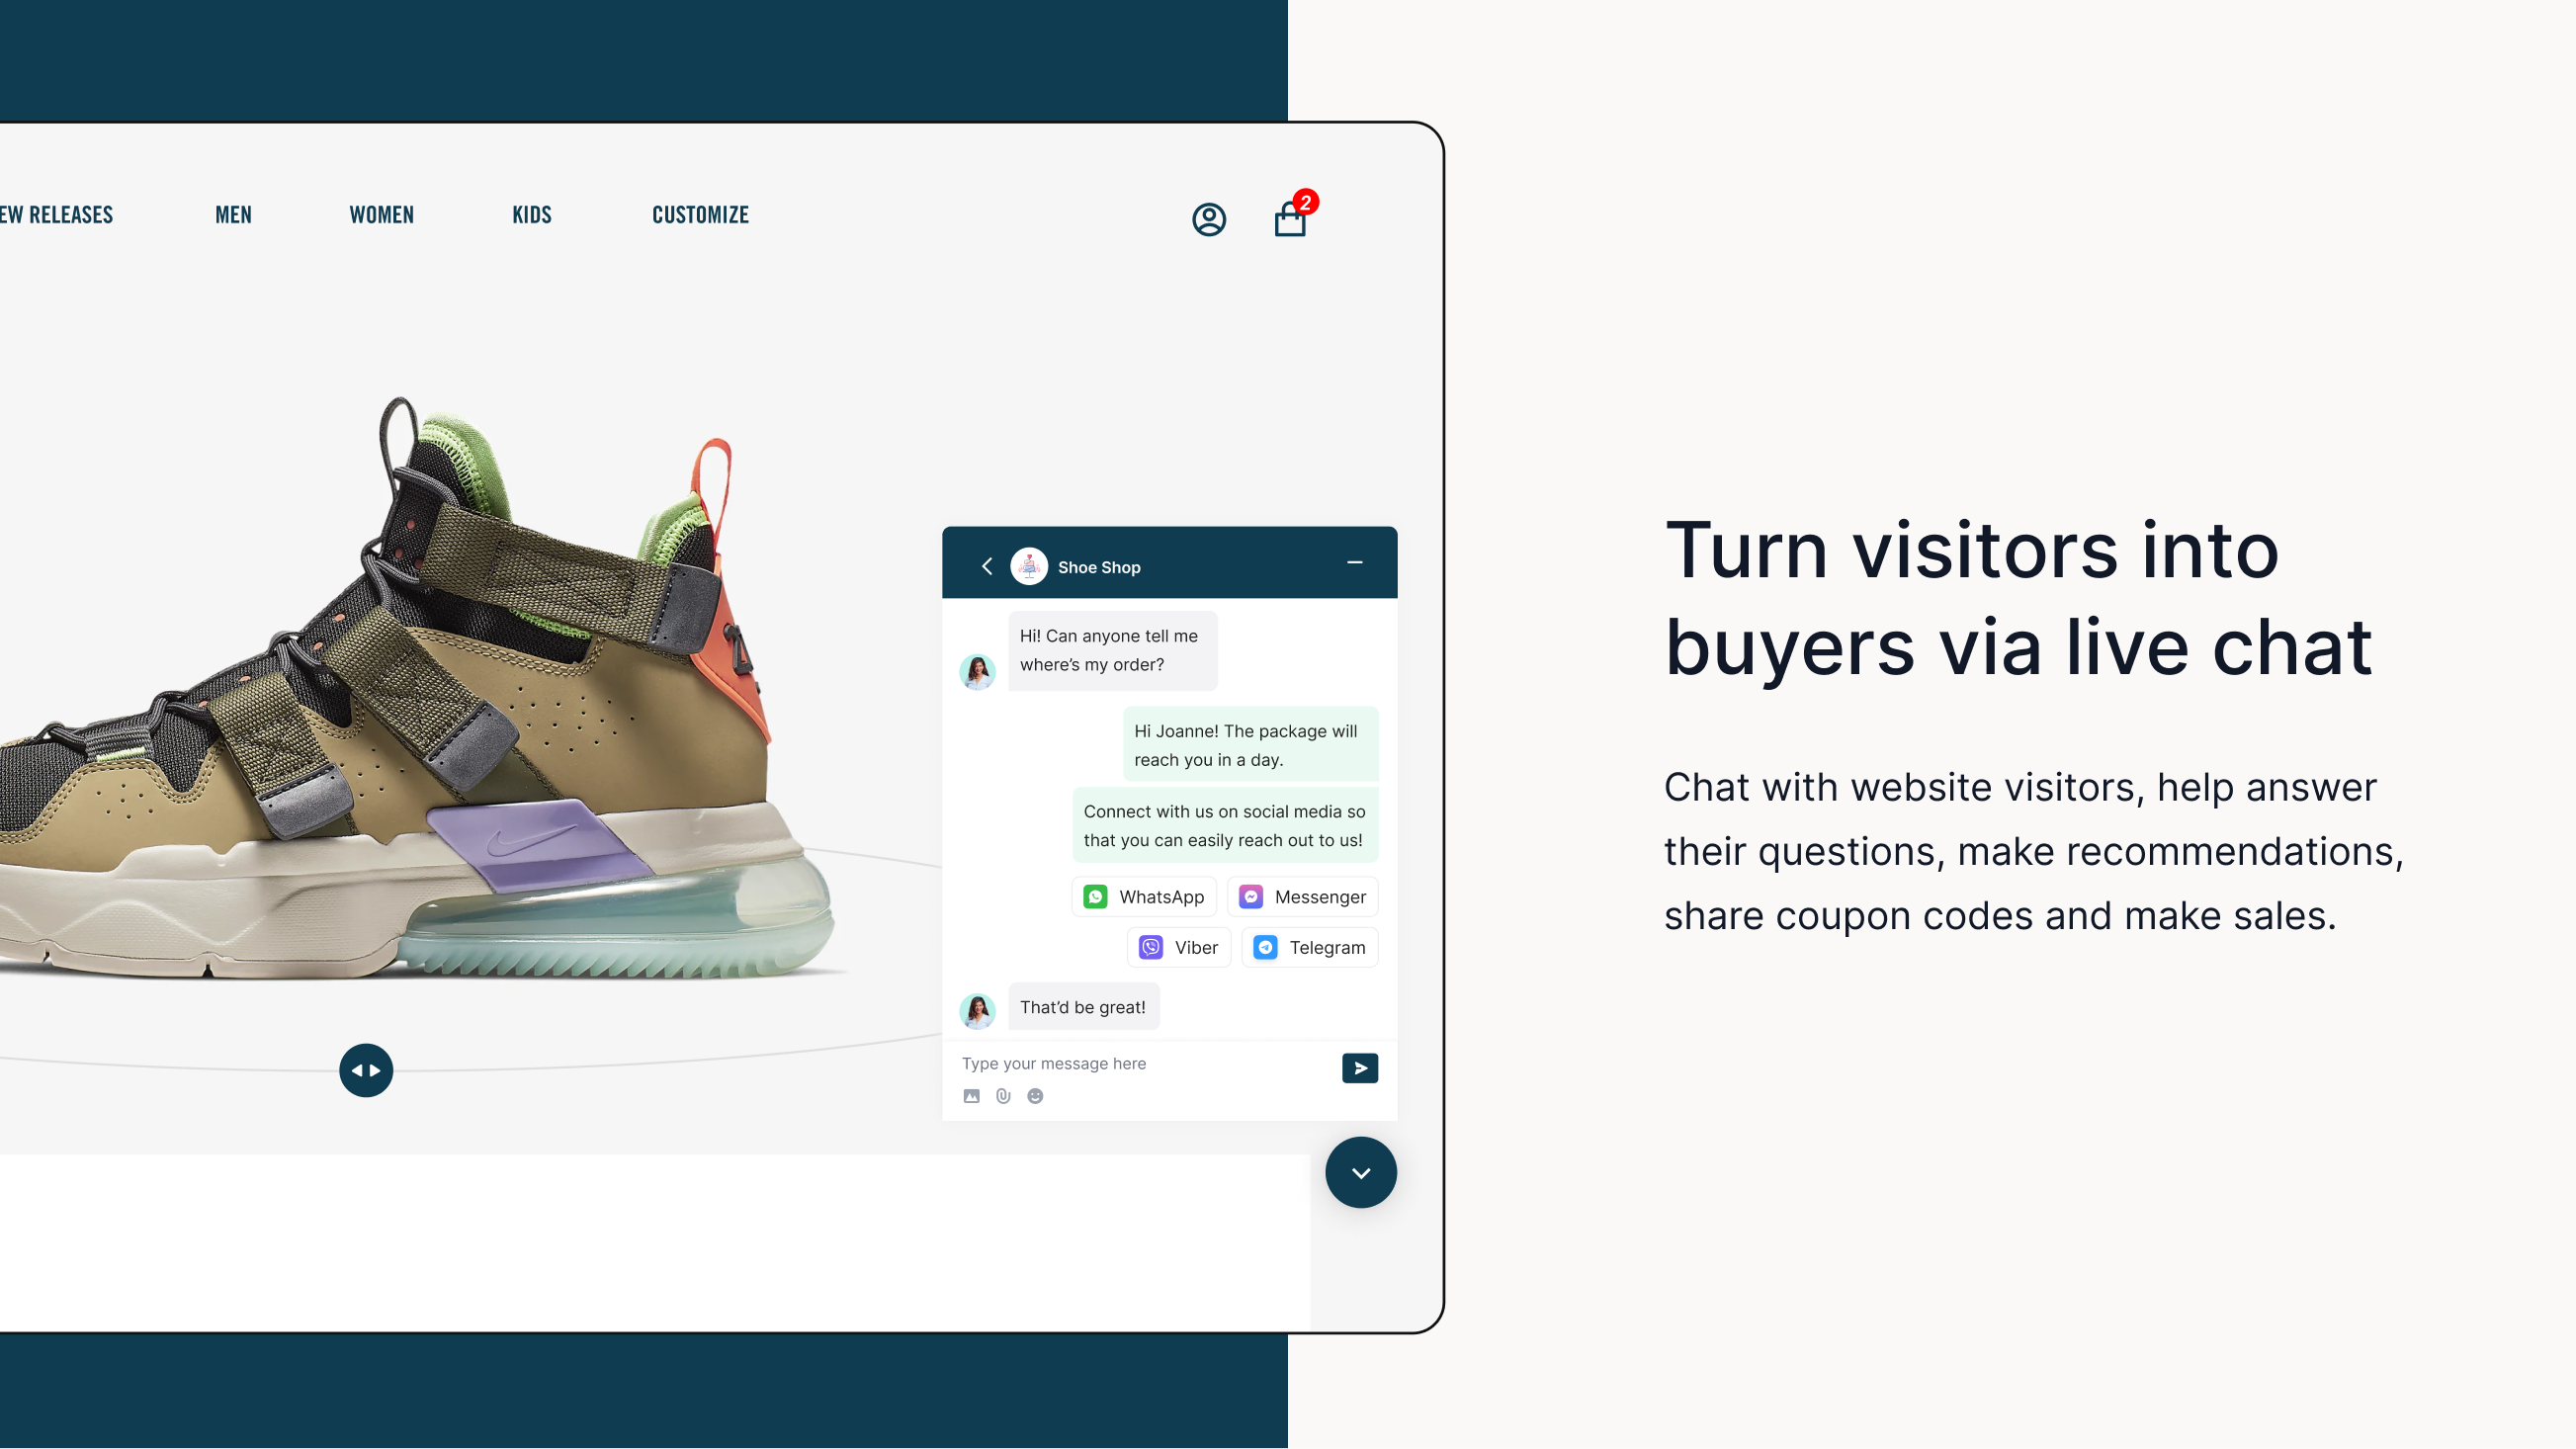 EW RELEASES MEN WOMEN KIDS CUSTOMIZE
2
Shoe Shop
Hi! Can anyone tell me
where's my order?
Hi Joanne! The package will
reach you in a day.
Connect with us on social media so
that you can easily reach out to us!
WhatsApp Messenger
Viber Telegram
That'd be great!
Type your message here
Turn visitors into
buyers via live chat
Chat with website visitors, help answer
their questions, make recommendations,
share coupon codes and make sales.